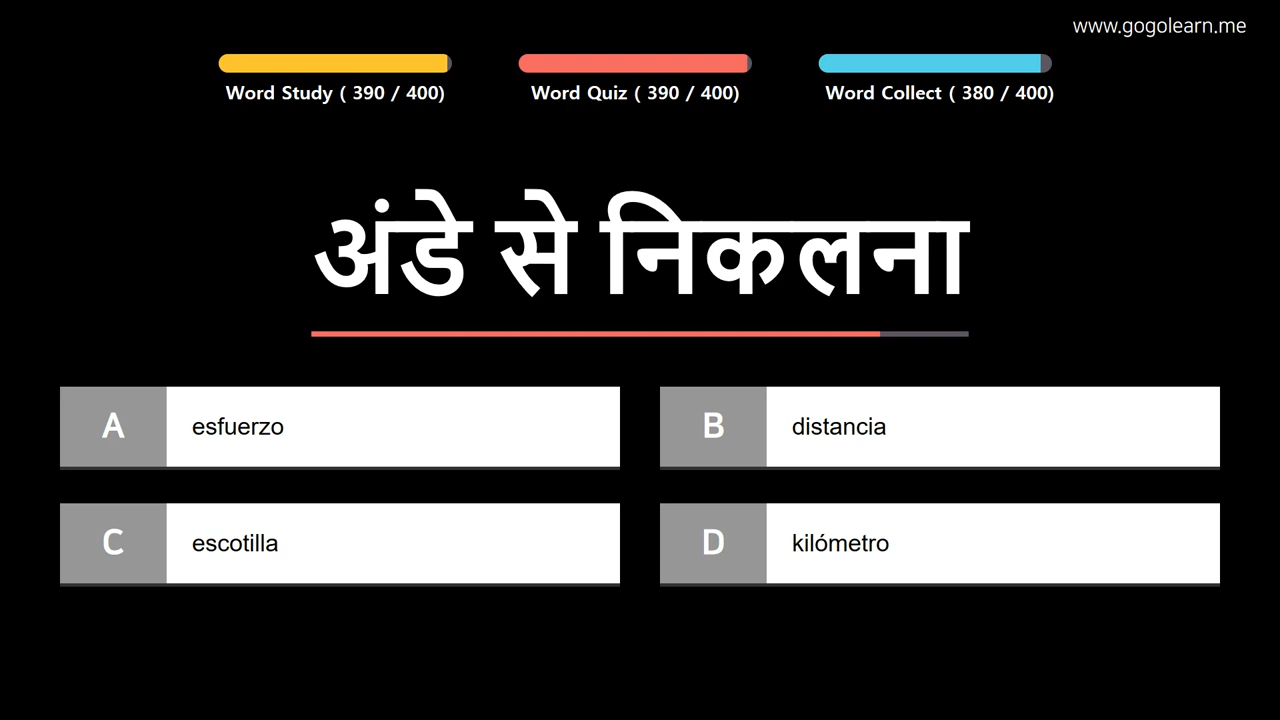 www.gogolearn.me
Word Study ( 390 / 400)
Word Quiz ( 390 / 400)
Word Collect ( 380 / 400)
अंडे से निकलना
A esfuerzo
B distancia
C escotilla
D kilómetro